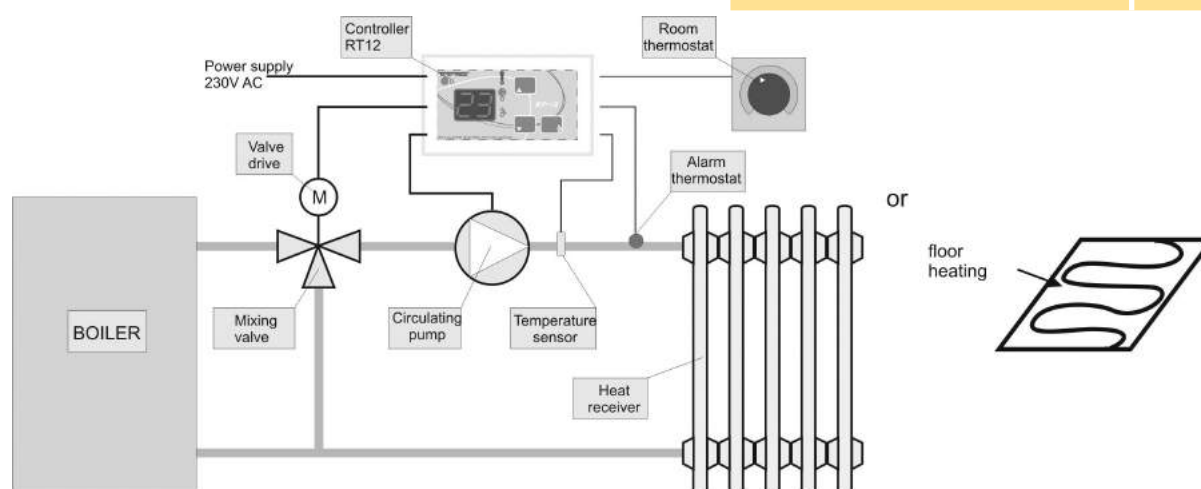 Controller
RT12
Room
thermostat
Power supply
230V AC
23
Valve
drive
M
Alarm
thermostat
or
floor
heating
BOILER
Mixing
valve
Circulating
pump
Temperature
sensor
Heat
receiver